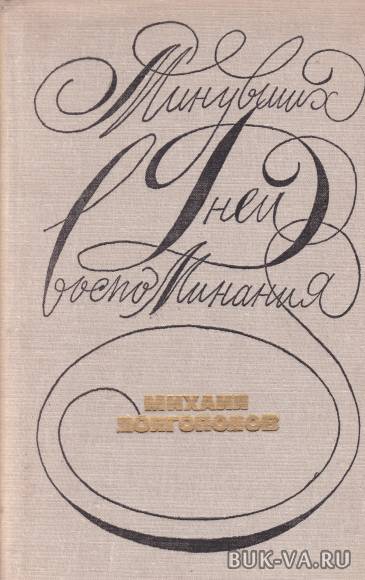 Минувших
Дней
воспоМинания
МИХАИЛ
ДОЛГОПОЛОВ
BUK-VA.RU